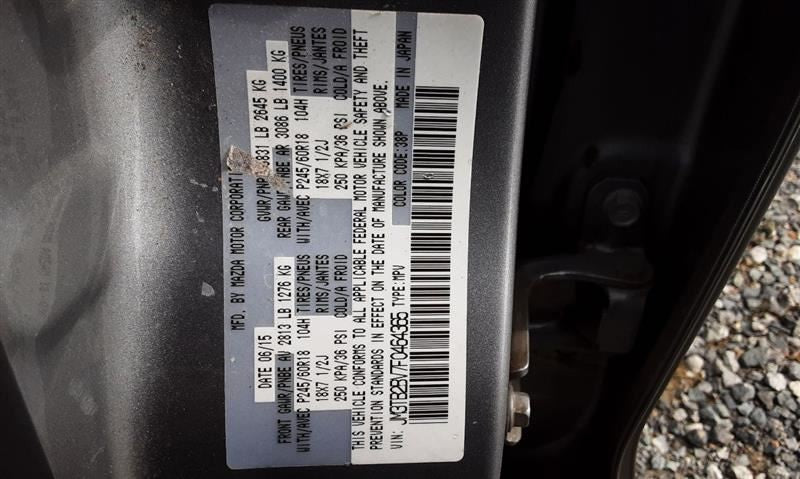 MFD. BY MAZDA MOTOR CORPORATI
DATE 06/15 GVWR/PNB 5831 LB 2645 KG
FRONT GAWR/PNBE AV 2813 LB 1276 KG REAR GAWR/PNBE AR 3086 LB 1400 KG
WITH/AVEC P245/60R18 104H TIRES/PNEUS WITH/AVEC P245/60R18 104H TIRES/PNEUS
18X7 1/2J RIMS/JANTES 18X7 1/2J RIMS/JANTES
250 KPA/36 PSI COLD/A FROID 250 KPA/36 PSI COLD/A FROID
THIS VEHICLE CONFORMS TO ALL APPLICABLE FEDERAL MOTOR VEHICLE SAFETY AND THEFT
PREVENTION STANDARDS IN EFFECT ON THE DATE OF MANUFACTURE SHOWN ABOVE.
VIN: JM3TB2BV7F0464365 TYPE:MPV COLOR CODE:38P MADE IN JAPAN